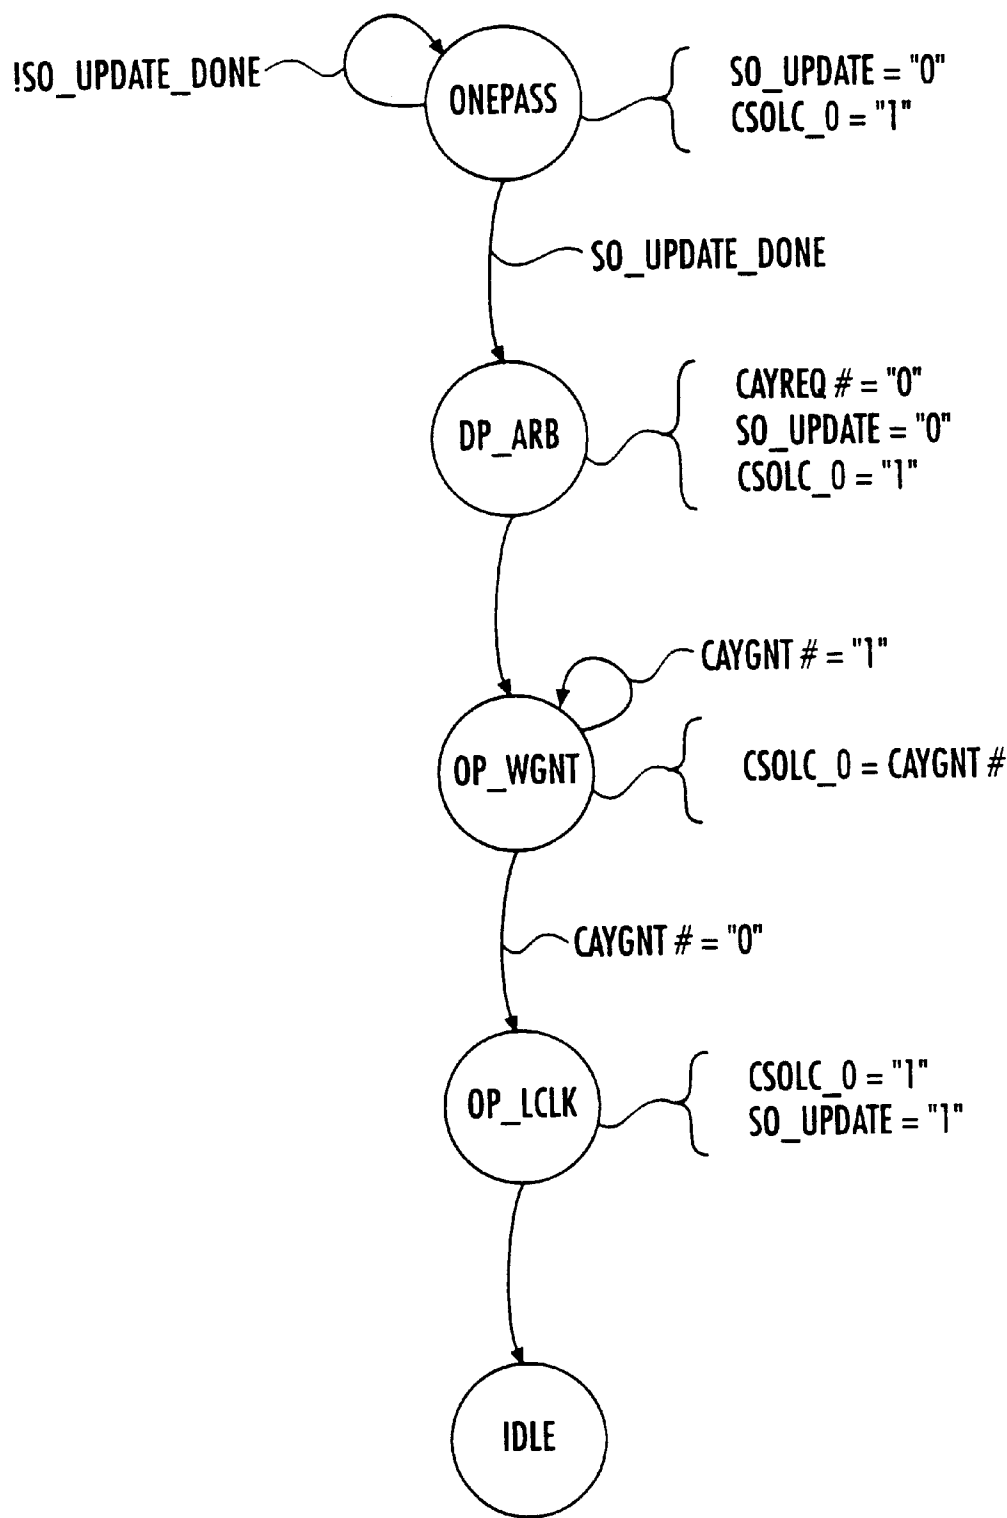 !SO_UPDATE_DONE
ONEPASS
SO_UPDATE = "0"
CSOLC_0 = "1"
SO_UPDATE_DONE
DP_ARB
CAYREQ # = "0"
SO_UPDATE = "0"
CSOLC_0 = "1"
CAYGNT # = "1"
OP_WGNT
CSOLC_0 = CAYGNT #
CAYGNT # = "0"
OP_LCLK
CSOLC_0 = "1"
SO_UPDATE = "1"
IDLE